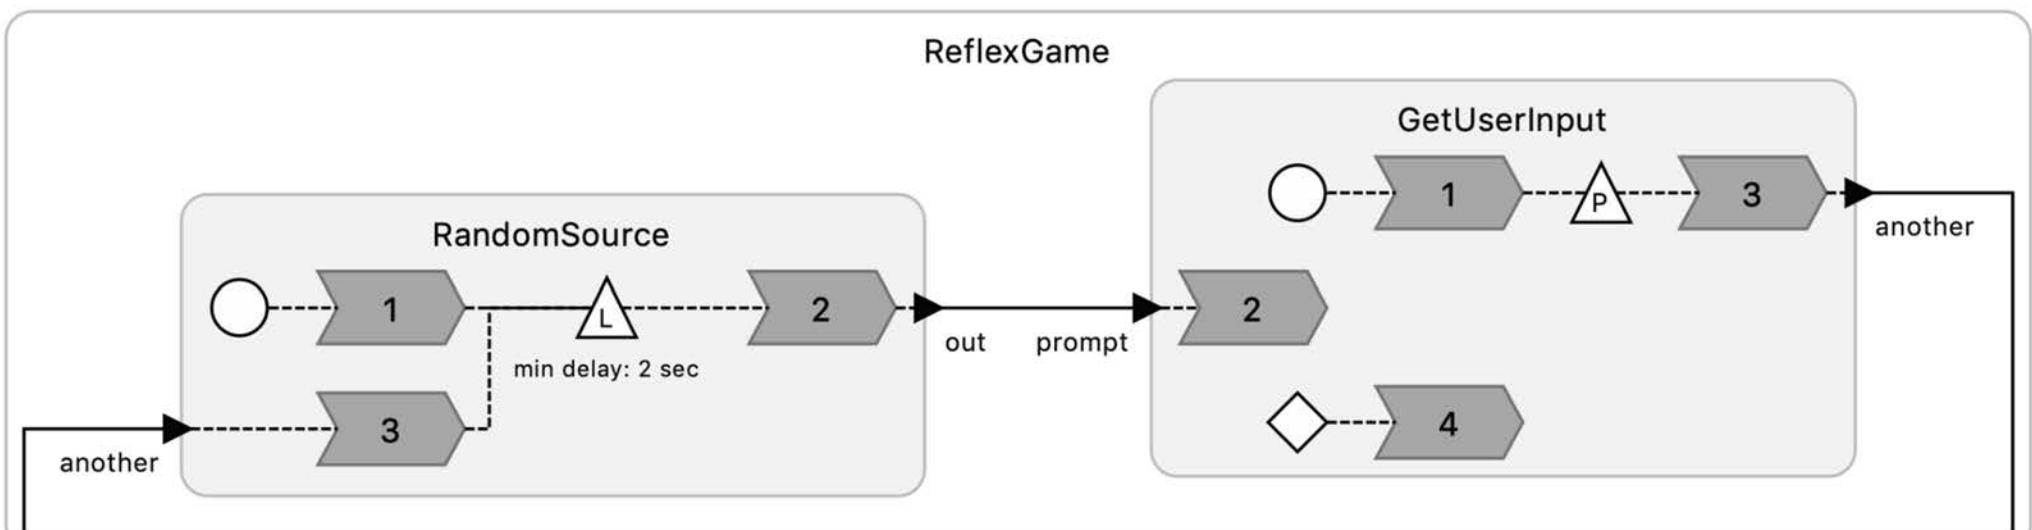 ReflexGame
GetUserInput
1 P 3
another
RandomSource
1 L 2
out prompt
2
min delay: 2 sec
3
another
4